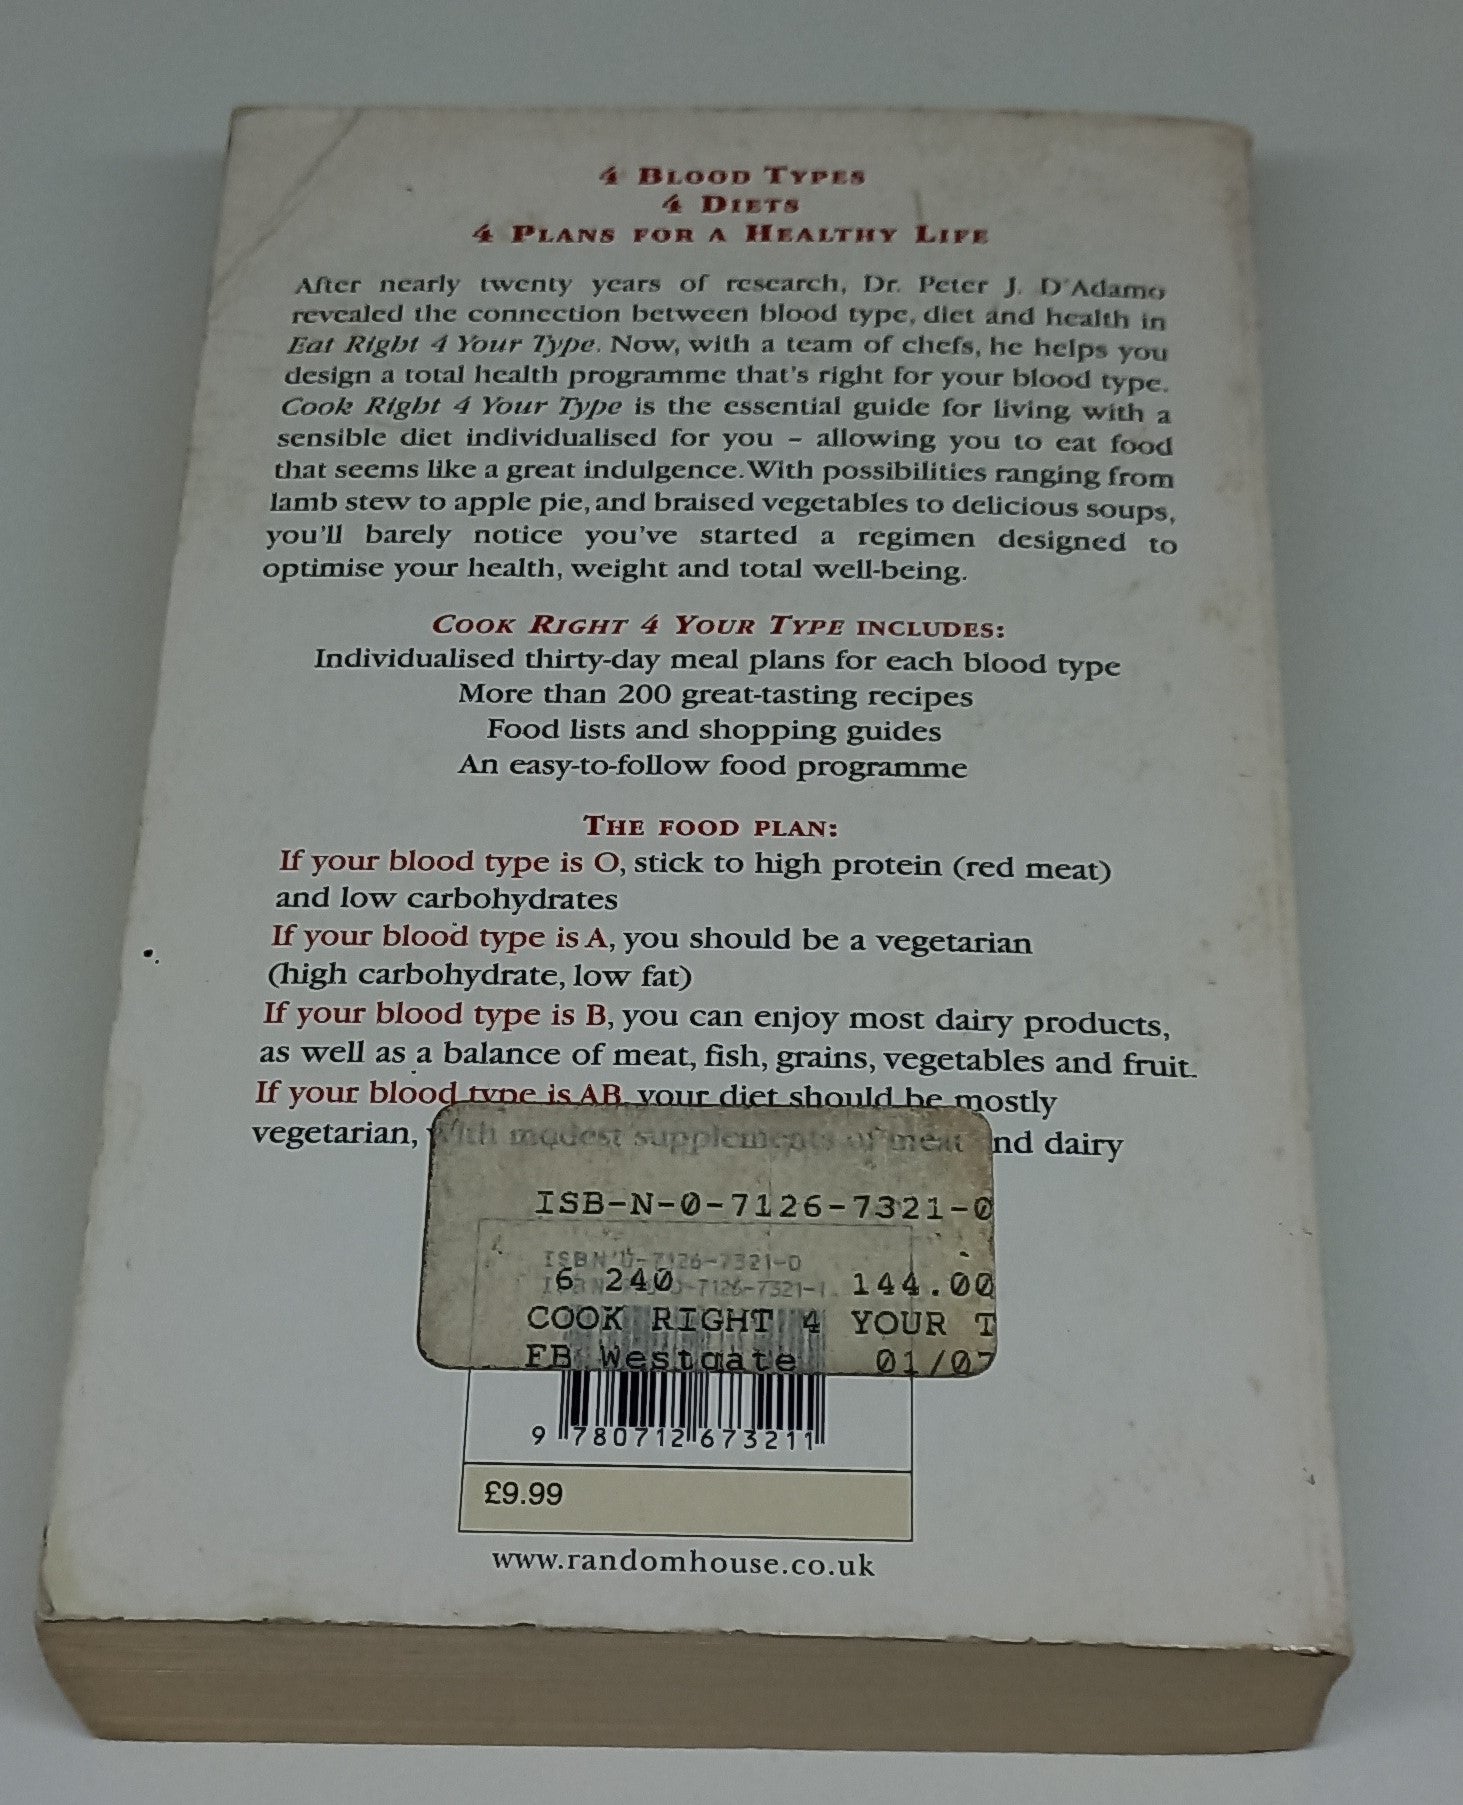 4 BLOOD TYPES
4 DIETS
4 PLANS FOR A HEALTHY LIFE
After nearly twenty years of research, Dr. Peter J. D'Adamo
revealed the connection between blood type, diet and health in
Eat Right 4 Your Type. Now, with a team of chefs, he helps you
design a total health programme that's right for your blood type.
Cook Right 4 Your Type is the essential guide for living with a
sensible diet individualised for you – allowing you to eat food
that seems like a great indulgence. With possibilities ranging from
lamb stew to apple pie, and braised vegetables to delicious soups,
you'll barely notice you've started a regimen designed to
optimise your health, weight and total well-being.
COOK RIGHT 4 YOUR TYPE INCLUDES:
Individualised thirty-day meal plans for each blood type
More than 200 great-tasting recipes
Food lists and shopping guides
An easy-to-follow food programme
THE FOOD PLAN:
If your blood type is O, stick to high protein (red meat)
and low carbohydrates
If your blood type is A, you should be a vegetarian
(high carbohydrate, low fat)
If your blood type is B, you can enjoy most dairy products,
as well as a balance of meat, fish, grains, vegetables and fruit.
If your blood type is AB, your diet should be mostly
vegetarian, with modest supplements of meat and dairy
ISB-N-0-7126-7321-0
ISBN 0-7126-7321-0
6 240 144.00
COOK RIGHT 4 YOUR T
EB Westgate 01/07
9 780712 673211
£9.99
www.randomhouse.co.uk